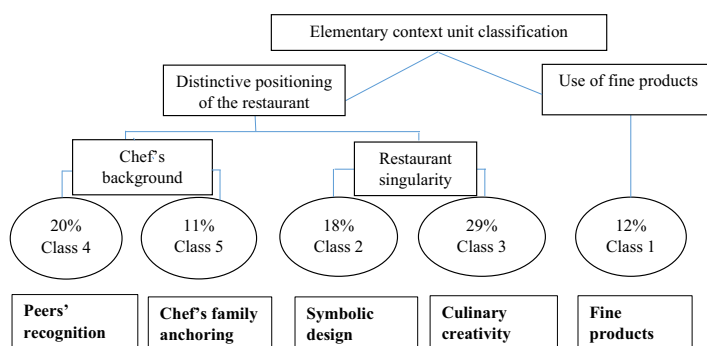 Elementary context unit classification
Distinctive positioning
of the restaurant
Use of fine products
Chef's
background
Restaurant
singularity
20%
Class 4
11%
Class 5
18%
Class 2
29%
Class 3
12%
Class 1
Peers'
recognition
Chef's family
anchoring
Symbolic
design
Culinary
creativity
Fine
products